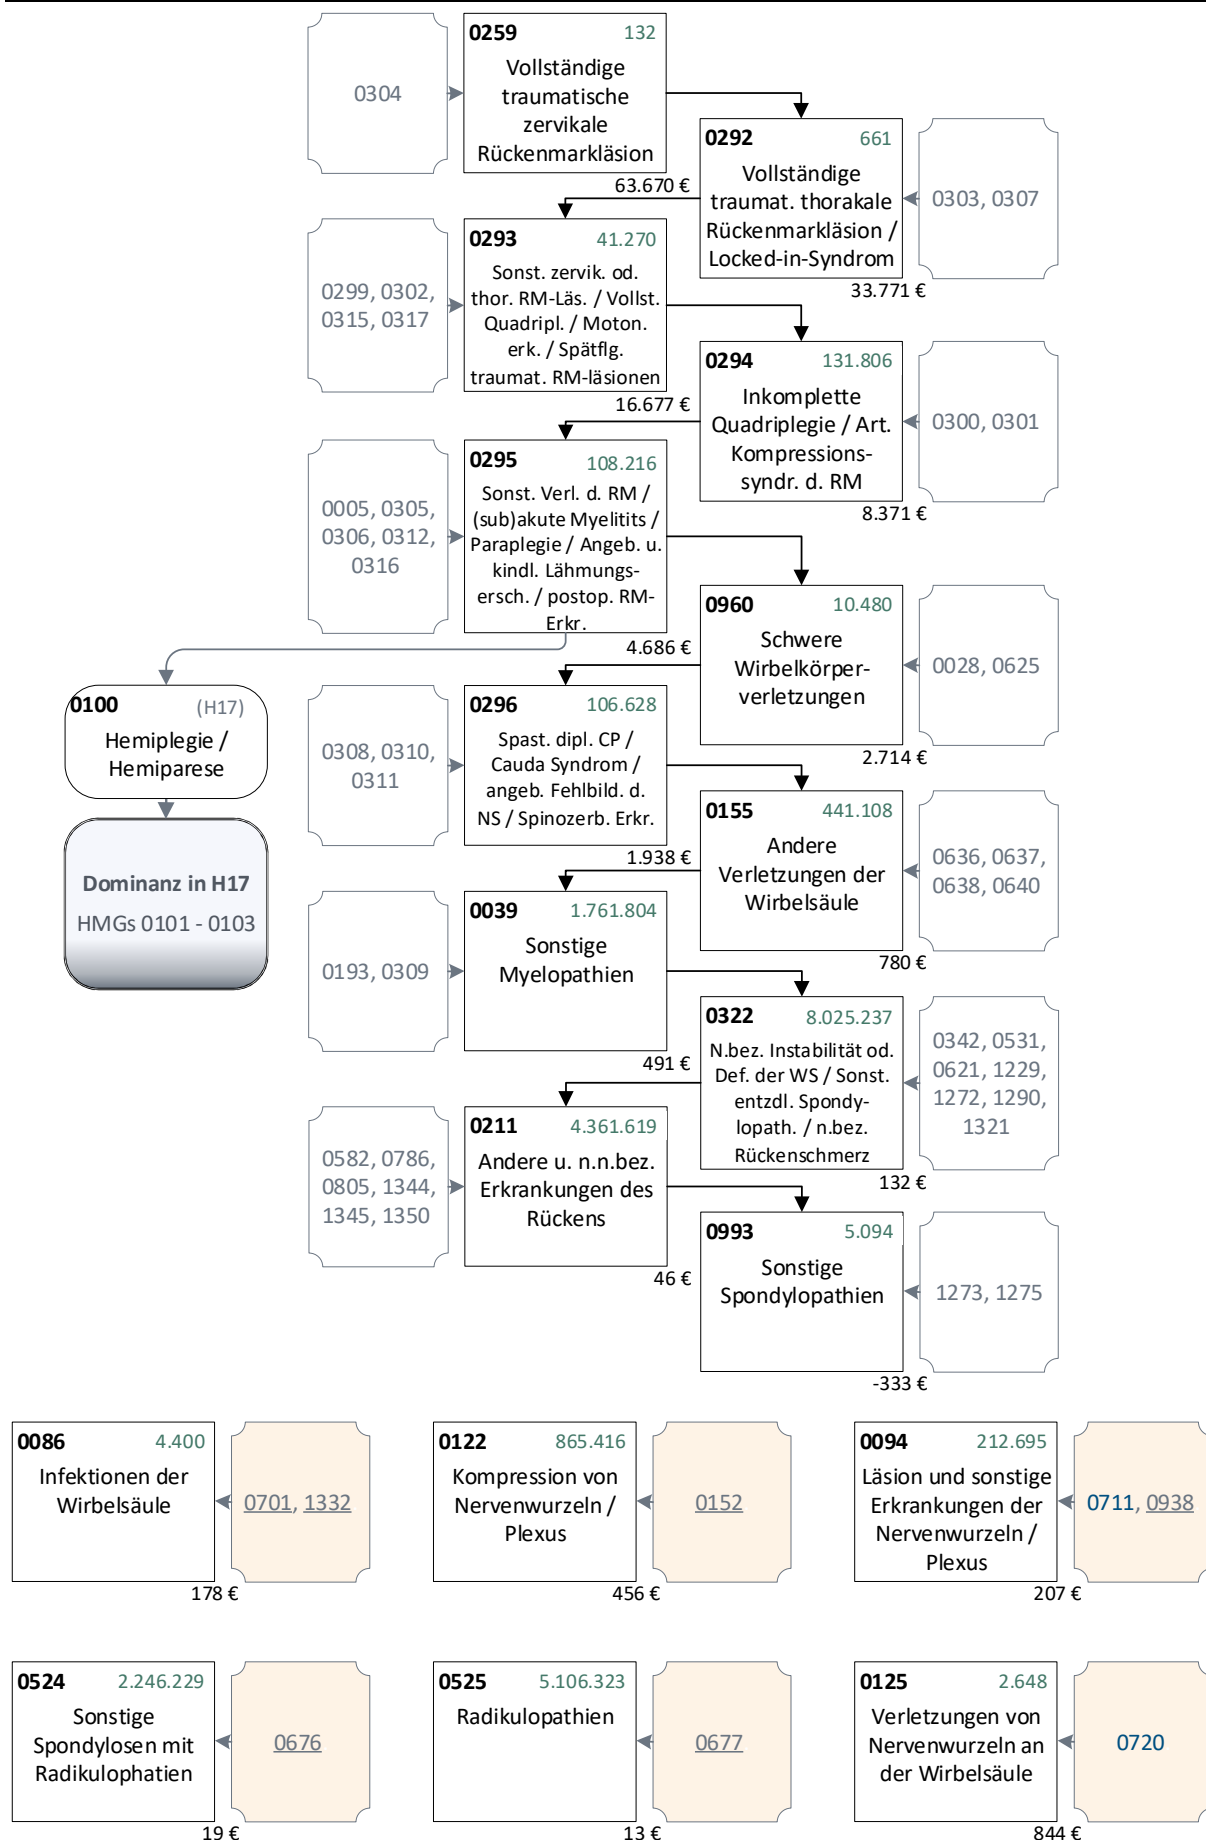 0304
0259 132
Vollständige
traumatische
zervikale
Rückenmarkläsion
63.670 €
0292 661
Vollständige
traumat. thorakale
Rückenmarkläsion /
Locked-in-Syndrom
33.771 €
0303, 0307
0299, 0302,
0315, 0317
0293 41.270
Sonst. zervik. od.
thor. RM-Läs. / Vollst.
Quadripl. / Moton.
erk. / Spätflg.
traumat. RM-läsionen
16.677 €
0294 131.806
Inkomplette
Quadriplegie / Art.
Kompressions-
syndr. d. RM
8.371 €
0300, 0301
0005, 0305,
0306, 0312,
0316
0295 108.216
Sonst. Verl. d. RM /
(sub)akute Myelitits /
Paraplegie / Angeb. u.
kindl. Lähmungs-
ersch. / postop. RM-
Erkr.
4.686 €
0960 10.480
Schwere
Wirbelkörper-
verletzungen
2.714 €
0028, 0625
0100 (H17)
Hemiplegie /
Hemiparese
Dominanz in H17
HMGs 0101 - 0103
0308, 0310,
0311
0296 106.628
Spast. dipl. CP /
Cauda Syndrom /
angeb. Fehlbild. d.
NS / Spinozerb. Erkr.
1.938 €
0155 441.108
Andere
Verletzungen der
Wirbelsäule
780 €
0636, 0637,
0638, 0640
0193, 0309
0039 1.761.804
Sonstige
Myelopathien
491 €
0322 8.025.237
N.bez. Instabilität od.
Def. der WS / Sonst.
entzdl. Spondy-
lopath. / n.bez.
Rückenschmerz
132 €
0342, 0531,
0621, 1229,
1272, 1290,
1321
0582, 0786,
0805, 1344,
1345, 1350
0211 4.361.619
Andere u. n.n.bez.
Erkrankungen des
Rückens
46 €
0993 5.094
Sonstige
Spondylopathien
-333 €
1273, 1275
0086 4.400
Infektionen der
Wirbelsäule
178 €
0701, 1332
0122 865.416
Kompression von
Nervenwurzeln /
Plexus
456 €
0152
0094 212.695
Läsion und sonstige
Erkrankungen der
Nervenwurzeln /
Plexus
207 €
0711, 0938
0524 2.246.229
Sonstige
Spondylosen mit
Radikulophatien
19 €
0676
0525 5.106.323
Radikulopathien
13 €
0677
0125 2.648
Verletzungen von
Nervenwurzeln an
der Wirbelsäule
844 €
0720